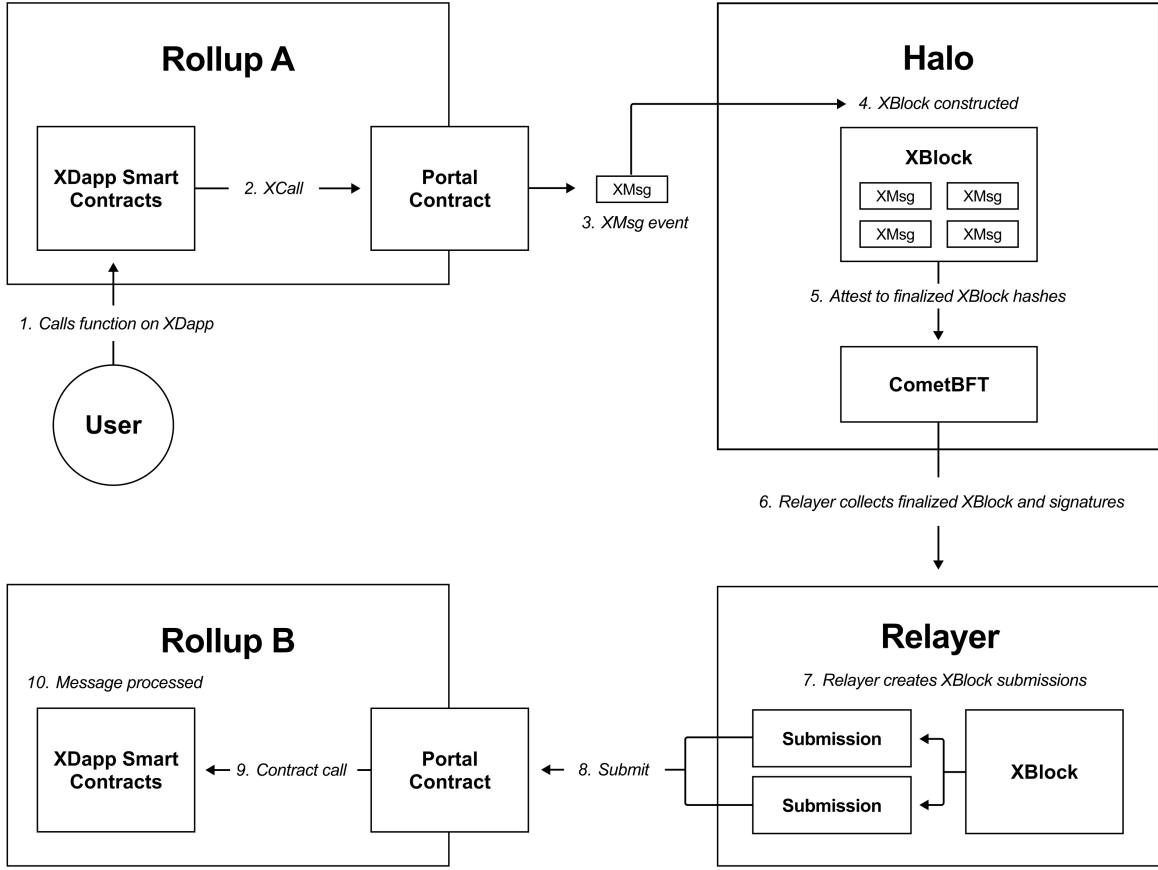 Rollup A
XDapp Smart
Contracts
2. XCall
Portal
Contract
XMsg
3. XMsg event
1. Calls function on XDapp
User
Halo
4. XBlock constructed
XBlock
XMsg
XMsg
XMsg
XMsg
5. Attest to finalized XBlock hashes
CometBFT
6. Relayer collects finalized XBlock and signatures
Relayer
7. Relayer creates XBlock submissions
XBlock
Submission
Submission
8. Submit
Rollup B
Portal
Contract
9. Contract call
10. Message processed
XDapp Smart
Contracts